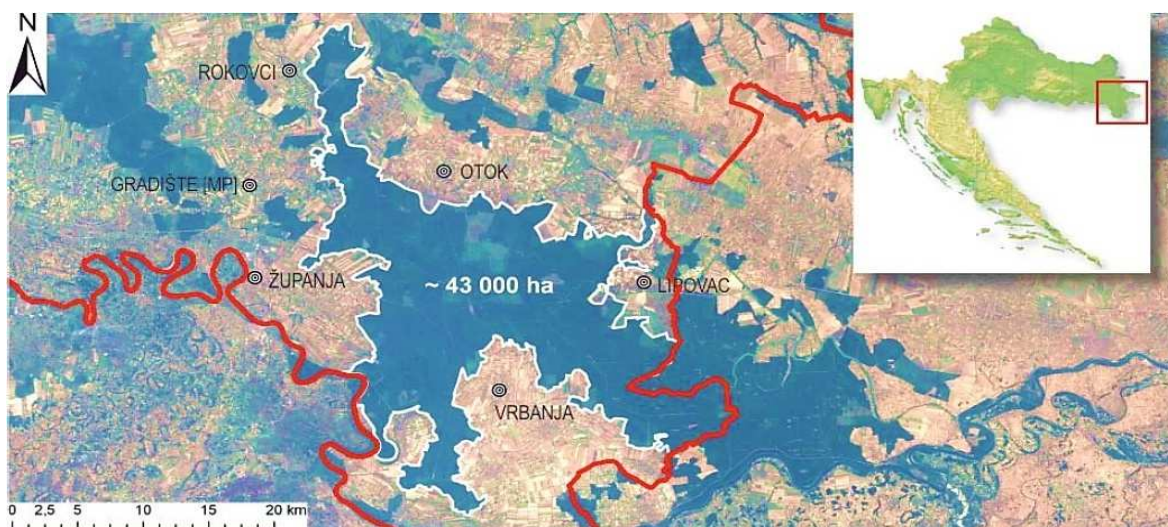 N
ROKOVCI
OTOK
GRADIŠTE [MP]
ŽUPANJA
~ 43 000 ha
LIPOVAC
VRBANJA
0 2,5 5 10 15 20 km